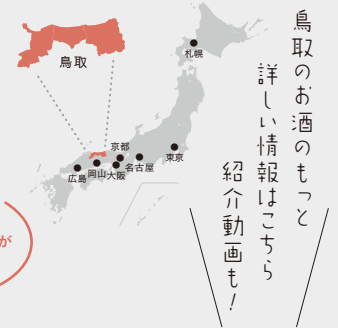 鳥取のお酒のもっと
詳しい情報はこちら
紹介動画も！
鳥取
札幌
京都
東京
名古屋
大阪
岡山
広島
が